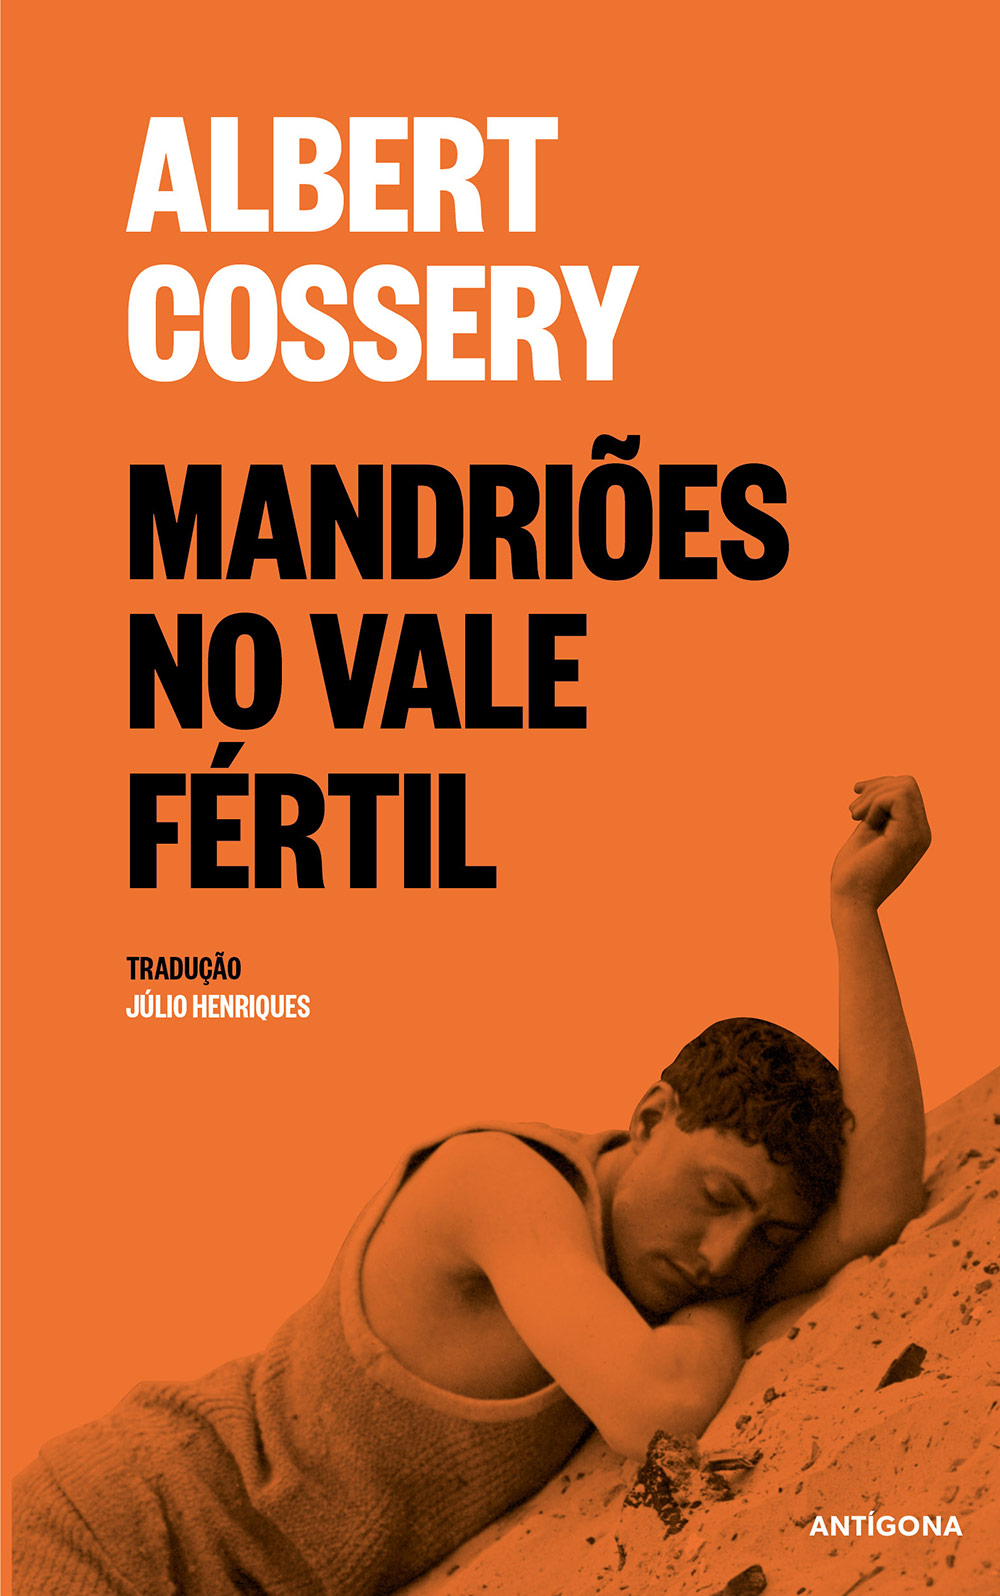 ALBERT
COSSERY
MANDRIÕES
NO VALE
FÉRTIL
TRADUÇÃO
JÚLIO HENRIQUES
ANTÍGONA